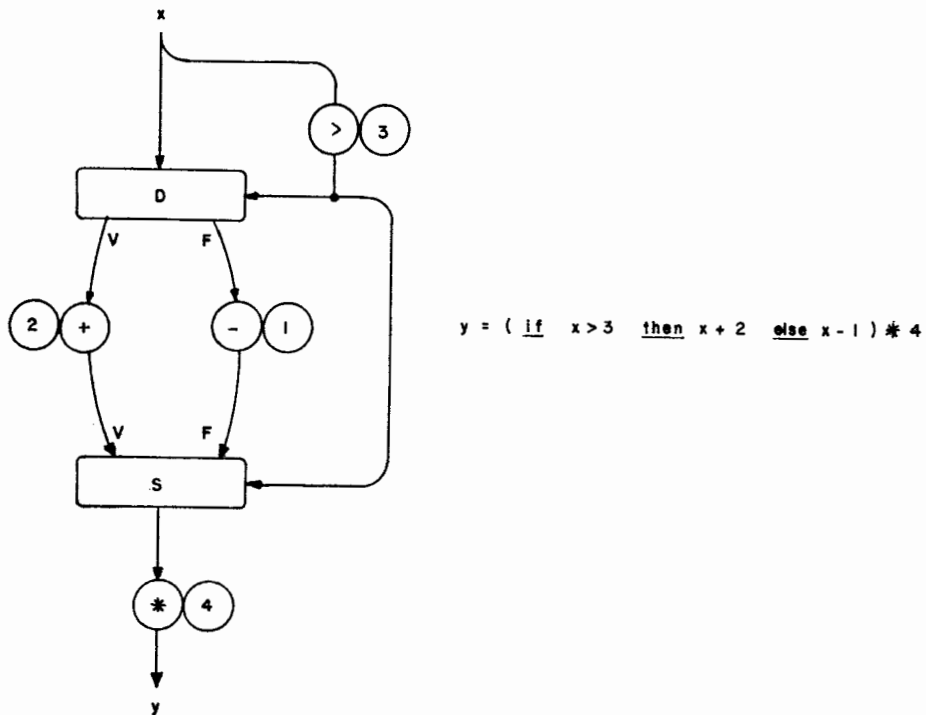 x
> 3
D
V F
2 + - 1
y = ( if x > 3 then x + 2 else x - 1 ) * 4
V F
S
* 4
y